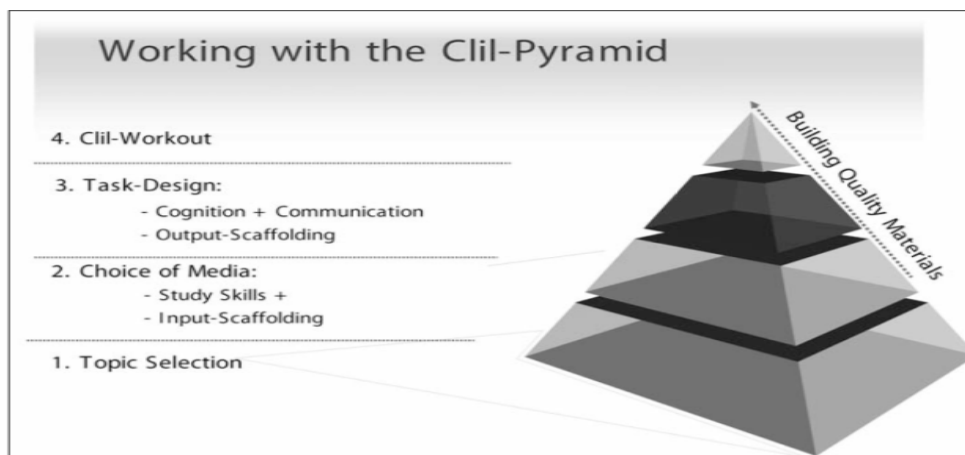 Working with the Clil-Pyramid
4. Clil-Workout
3. Task-Design:
- Cognition + Communication
- Output-Scaffolding
2. Choice of Media:
- Study Skills +
- Input-Scaffolding
1. Topic Selection
Building Quality Materials